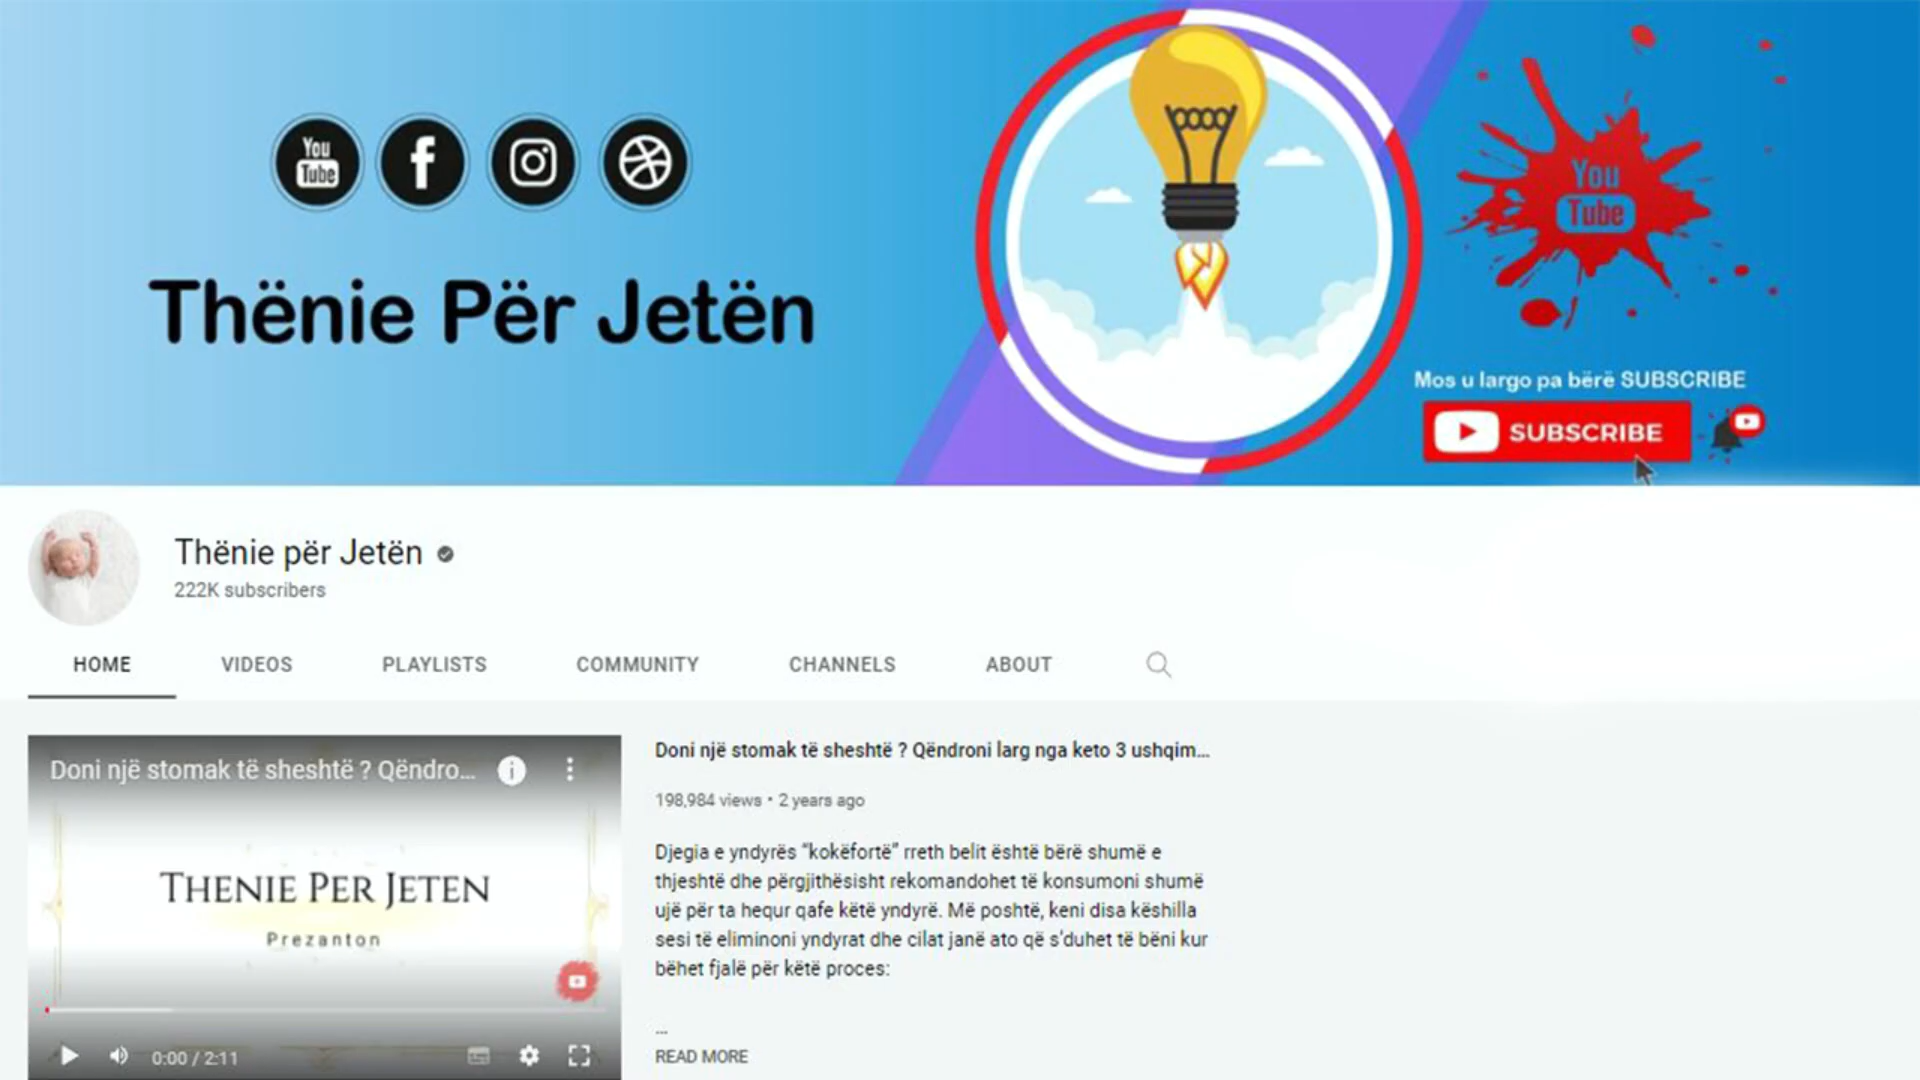 You
Tube
Thënie Për Jetën
You
Tube
Mos u largo pa bërë SUBSCRIBE
SUBSCRIBE
Thënie për Jetën
222K subscribers
HOME
VIDEOS
PLAYLISTS
COMMUNITY
CHANNELS
ABOUT
Doni një stomak të sheshtë ? Qëndro...
THENIE PER JETEN
Prezanton
0:00 / 2:11
Doni një stomak të sheshtë ? Qëndroni larg nga keto 3 ushqim...
198,984 views • 2 years ago
Djegia e yndyrës “kokëfortë” rreth belit është bërë shumë e
thjeshtë dhe përgjithësisht rekomandohet të konsumoni shumë
ujë për ta hequr qafe këtë yndyrë. Më poshtë, keni disa këshilla
sesi të eliminoni yndyrat dhe cilat janë ato që s'duhet të bëni kur
bëhet fjalë për këtë proces:
...
READ MORE